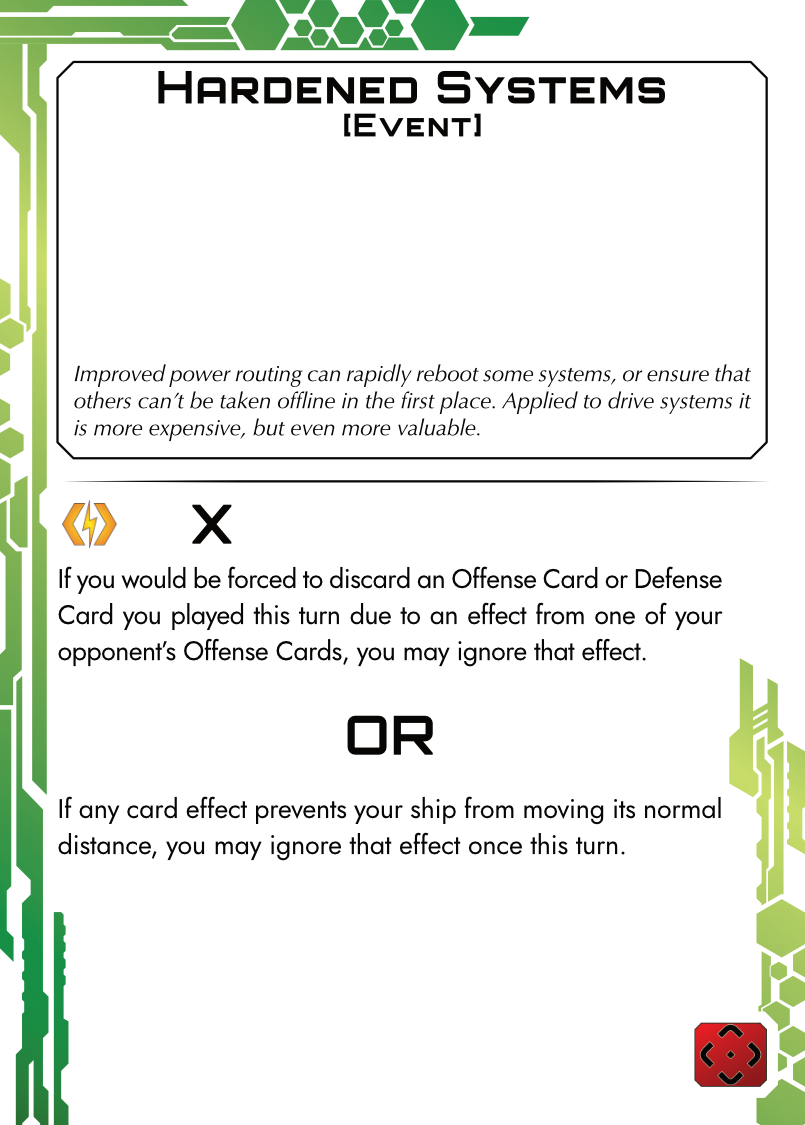 Hardened Systems
[Event]
Improved power routing can rapidly reboot some systems, or ensure that
others can’t be taken offline in the first place. Applied to drive systems it
is more expensive, but even more valuable.
X
If you would be forced to discard an Offense Card or Defense
Card you played this turn due to an effect from one of your
opponent’s Offense Cards, you may ignore that effect.
OR
If any card effect prevents your ship from moving its normal
distance, you may ignore that effect once this turn.